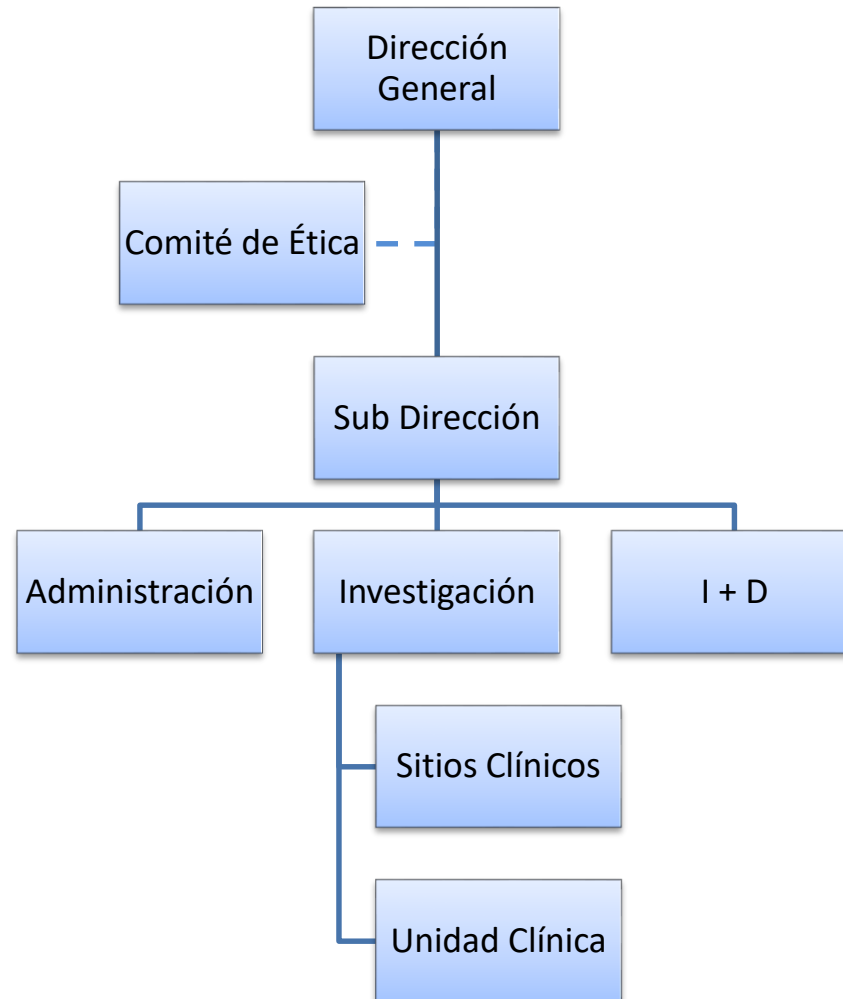 Dirección
General
Comité de Ética
Sub Dirección
Administración
Investigación
I + D
Sitios Clínicos
Unidad Clínica